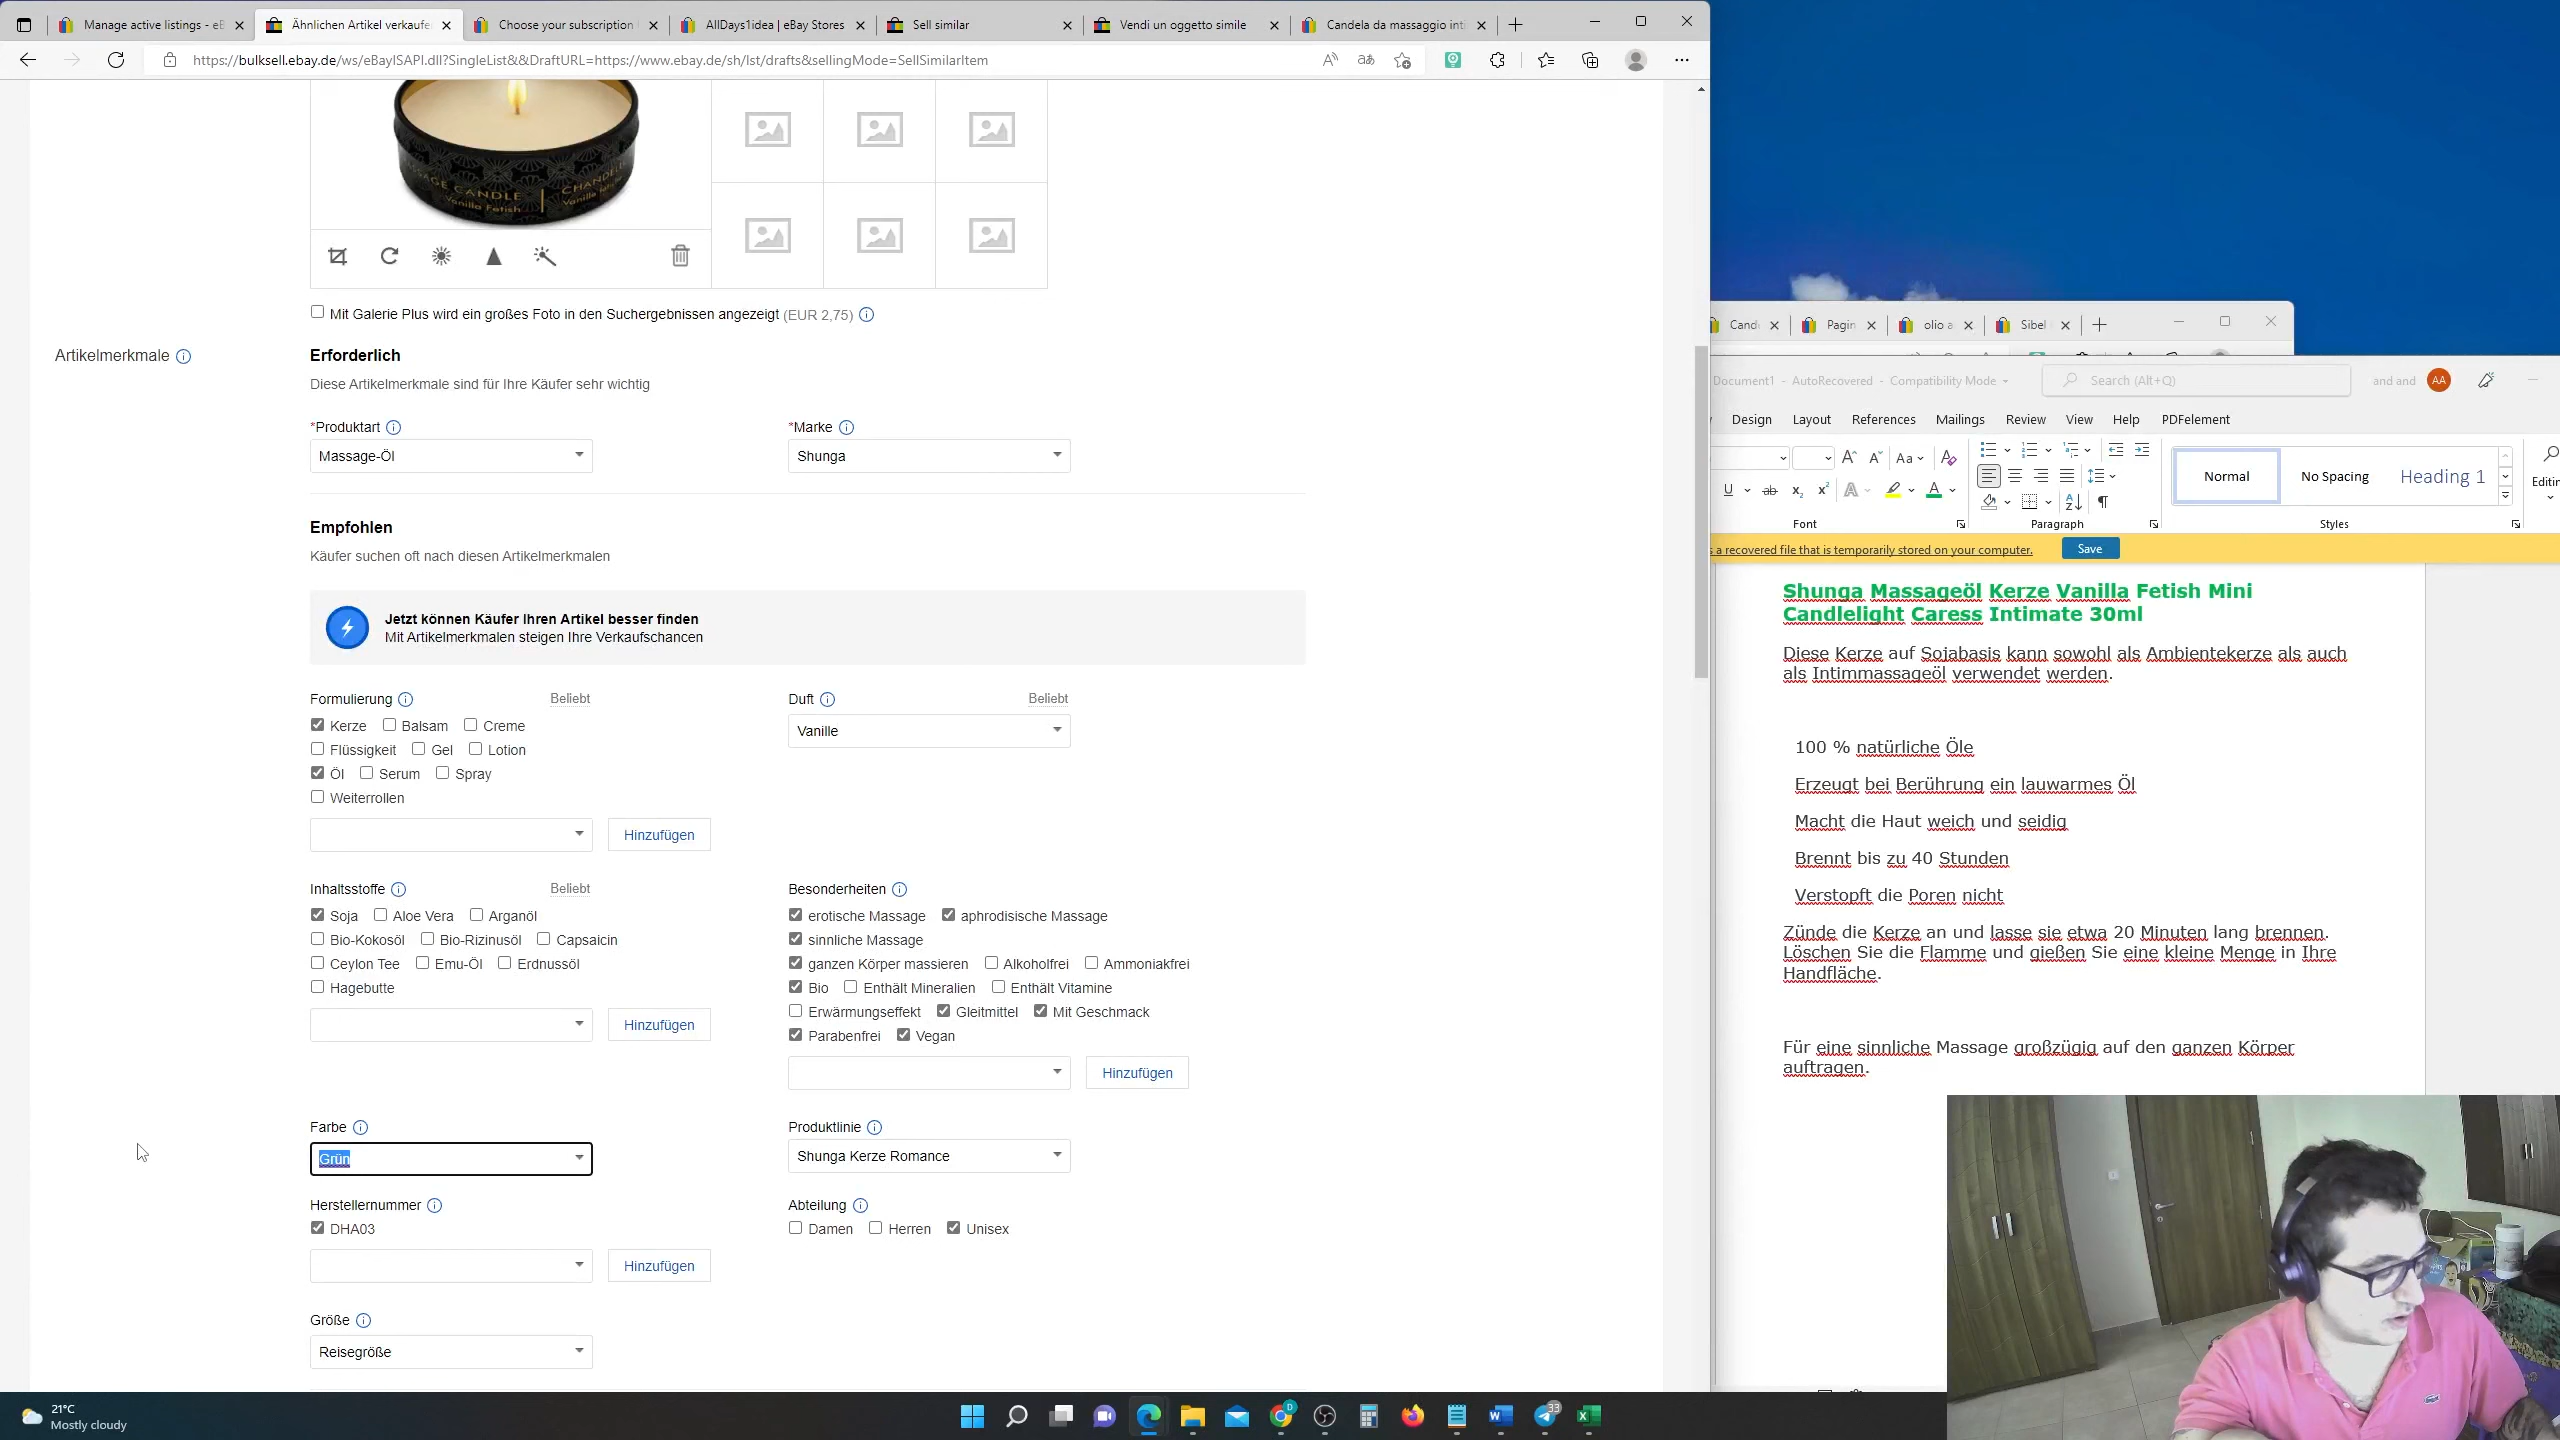 Manage active listings - eB
Ähnlichen Artikel verkaufe
Choose your subscription
AllDays1idea | eBay Stores
Sell similar
Vendi un oggetto simile
Candela da massaggio inti
https://bulksell.ebay.de/ws/eBayISAPI.dll?SingleList&&DraftURL=https://www.ebay.de/sh/lst/drafts&sellingMode=SellSimilarItem
MASSAGE CANDLE
Vanilla Fetish
Mit Galerie Plus wird ein großes Foto in den Suchergebnissen angezeigt (EUR 2,75)
Artikelmerkmale
Erforderlich
Diese Artikelmerkmale sind für Ihre Käufer sehr wichtig
*Produktart
*Marke
Massage-Öl
Shunga
Empfohlen
Käufer suchen oft nach diesen Artikelmerkmalen
Jetzt können Käufer Ihren Artikel besser finden
Mit Artikelmerkmalen steigen Ihre Verkaufschancen
Formulierung
Beliebt
Kerze Balsam Creme
Flüssigkeit Gel Lotion
Öl Serum Spray
Weiterrollen
Hinzufügen
Duft
Beliebt
Vanille
Inhaltsstoffe
Beliebt
Soja Aloe Vera Arganöl
Bio-Kokosöl Bio-Rizinusöl Capsaicin
Ceylon Tee Emu-Öl Erdnussöl
Hagebutte
Hinzufügen
Besonderheiten
erotische Massage aphrodisische Massage
sinnliche Massage
ganzen Körper massieren Alkoholfrei Ammoniakfrei
Bio Enthält Mineralien Enthält Vitamine
Erwärmungseffekt Gleitmittel Mit Geschmack
Parabenfrei Vegan
Hinzufügen
Farbe
Grün
Produktlinie
Shunga Kerze Romance
Herstellernummer
DHA03
Hinzufügen
Abteilung
Damen Herren Unisex
Größe
Reisegröße
Cand
Pagin
olio a
Sibel
Document1 - AutoRecovered - Compatibility Mode
Search (Alt+Q)
and and
AA
Design Layout References Mailings Review View Help PDFelement
Normal
No Spacing
Heading 1
Editin
Font
Paragraph
Styles
s a recovered file that is temporarily stored on your computer.
Save
Shunga Massageöl Kerze Vanilla Fetish Mini
Candlelight Caress Intimate 30ml
Diese Kerze auf Sojabasis kann sowohl als Ambientekerze als auch
als Intimmassageöl verwendet werden.
100 % natürliche Öle
Erzeugt bei Berührung ein lauwarmes Öl
Macht die Haut weich und seidig
Brennt bis zu 40 Stunden
Verstopft die Poren nicht
Zünde die Kerze an und lasse sie etwa 20 Minuten lang brennen.
Löschen Sie die Flamme und gießen Sie eine kleine Menge in Ihre
Handfläche.
Für eine sinnliche Massage großzügig auf den ganzen Körper
auftragen.
21°C
Mostly cloudy
33